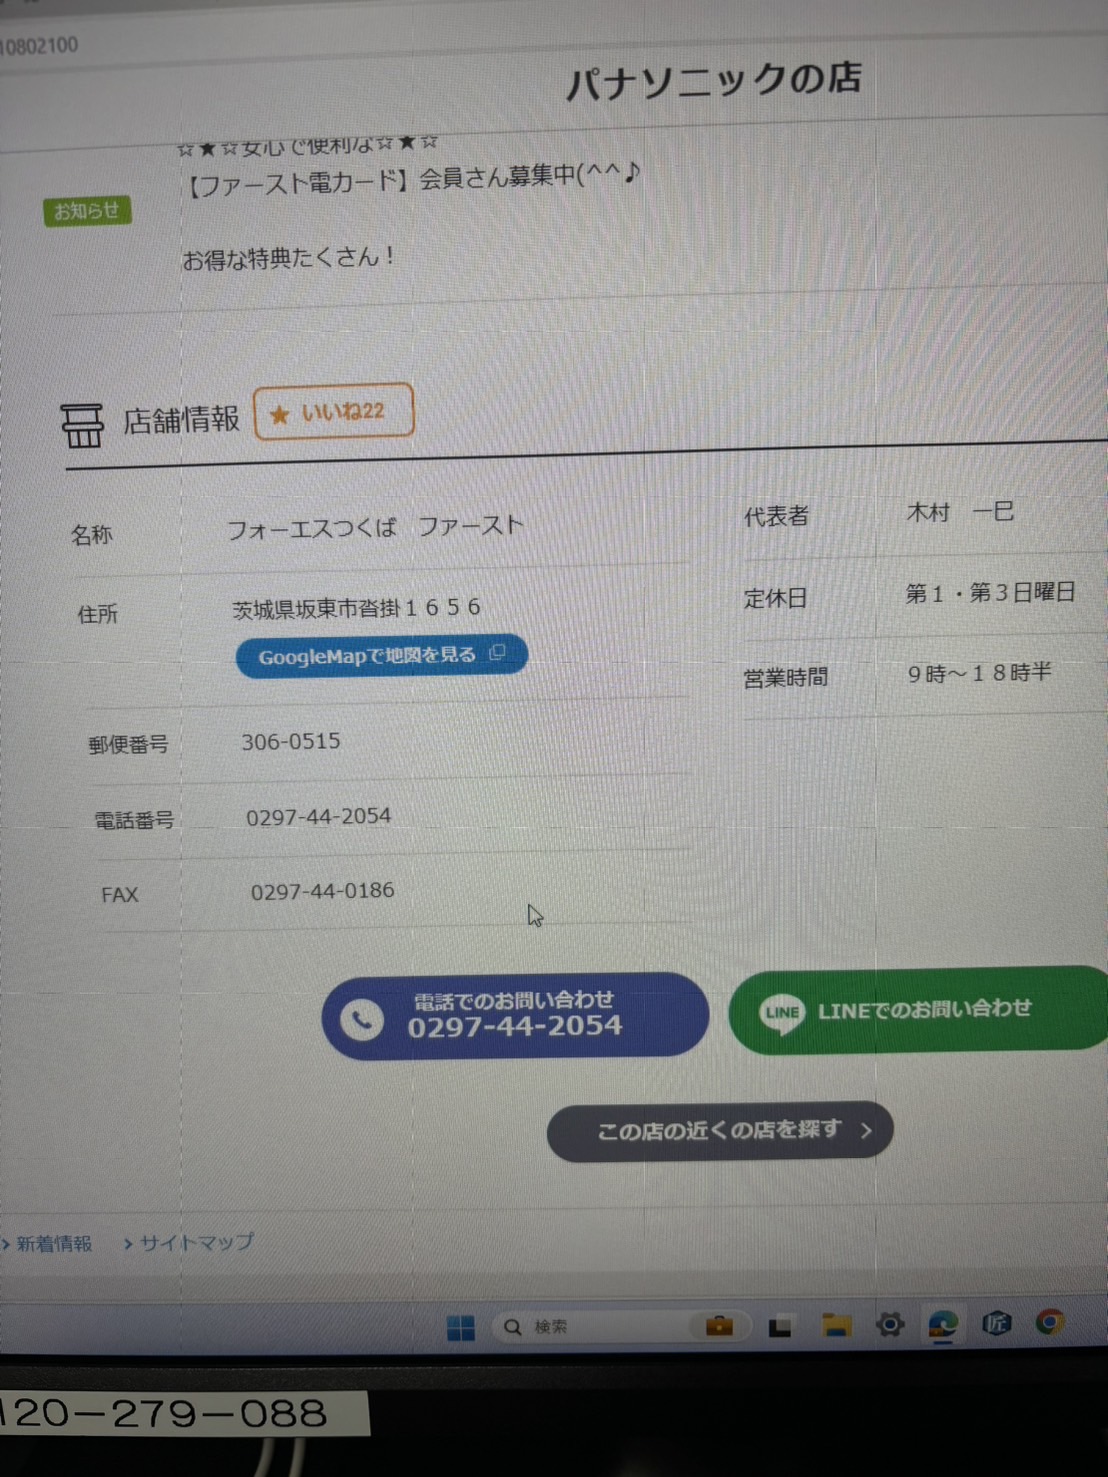 10802100
パナソニックの店
☆★☆安心で便利な☆★☆
【ファースト電カード】会員さん募集中(^^♪
お知らせ
お得な特典たくさん！
店舗情報
★ いいね22
名称 フォーエスつくば　ファースト
住所 茨城県坂東市沓掛１６５６
GoogleMapで地図を見る
郵便番号 306-0515
電話番号 0297-44-2054
FAX 0297-44-0186
代表者 木村　一巳
定休日 第１・第３日曜日
営業時間 ９時～１８時半
電話でのお問い合わせ
0297-44-2054
LINE LINEでのお問い合わせ
この店の近くの店を探す
新着情報 サイトマップ
検索
匠
120-279-088